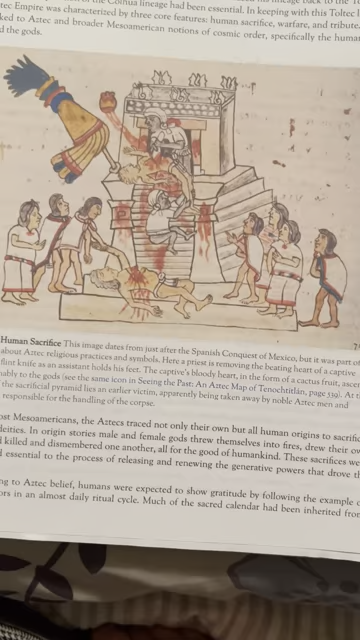 of the Colhua lineage had been essential. In keeping with this Toltec l
tec Empire was characterized by three core features: human sacrifice, warfare, and tribute.
ked to Aztec and broader Mesoamerican notions of cosmic order, specifically the human
d the gods.
Human Sacrifice This image dates from just after the Spanish Conquest of Mexico, but it was part of
about Aztec religious practices and symbols. Here a priest is removing the beating heart of a captive
flint knife as an assistant holds his feet. The captive's bloody heart, in the form of a cactus fruit, ascen
nably to the gods (see the same icon in Seeing the Past: An Aztec Map of Tenochtitlán, page 339). At t
the sacrificial pyramid lies an earlier victim, apparently being taken away by noble Aztec men and
responsible for the handling of the corpse.
ost Mesoamericans, the Aztecs traced not only their own but all human origins to sacrific
deities. In origin stories male and female gods threw themselves into fires, drew their ow
l killed and dismembered one another, all for the good of humankind. These sacrifices we
d essential to the process of releasing and renewing the generative powers that drove th
ng to Aztec belief, humans were expected to show gratitude by following the example o
ors in an almost daily ritual cycle. Much of the sacred calendar had been inherited from